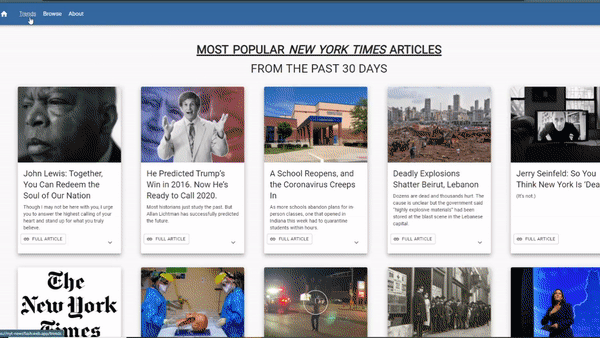 Trends Browse About
MOST POPULAR NEW YORK TIMES ARTICLES
FROM THE PAST 30 DAYS
John Lewis: Together,
You Can Redeem the
Soul of Our Nation
Though I may not be here with you, I urge
you to answer the highest calling of your
heart and stand up for what you truly
believe.
FULL ARTICLE
He Predicted Trump's
Win in 2016. Now He's
Ready to Call 2020.
Most historians just study the past. But
Allan Lichtman has successfully predicted
the future.
FULL ARTICLE
A School Reopens, and
the Coronavirus Creeps
In
As more schools abandon plans for in-
person classes, one that opened in
Indiana this week had to quarantine
students within hours.
FULL ARTICLE
Deadly Explosions
Shatter Beirut, Lebanon
Dozens are dead and thousands hurt. The
cause is unclear but the government said
"highly explosive materials" had been
stored at the blast scene in the Lebanese
capital.
FULL ARTICLE
Jerry Seinfeld: So You
Think New York Is 'Dea
(It's not.)
FULL ARTICLE
The
New York
Times